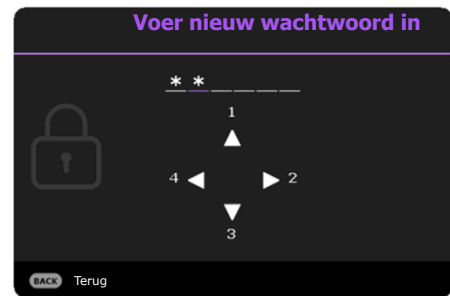 Voer nieuw wachtwoord in
* * _ _ _ _
1
4 2
3
BACK Terug